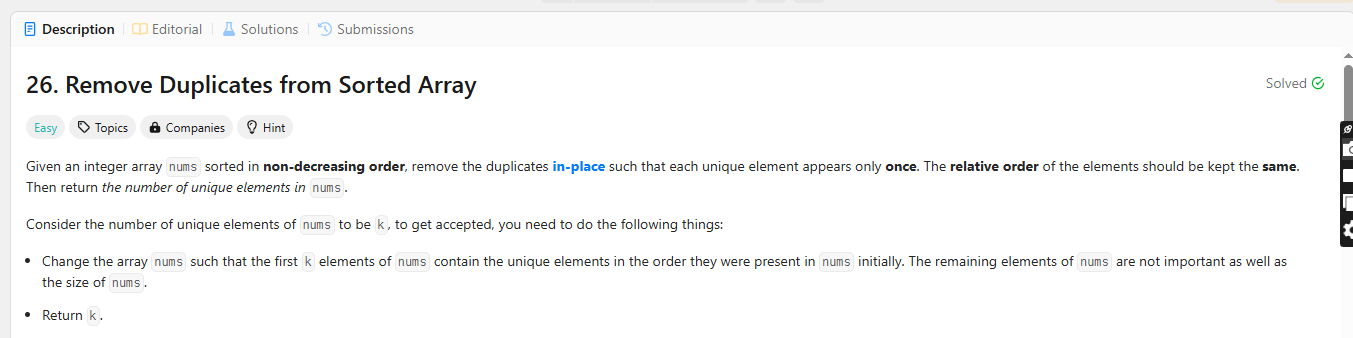 Description | Editorial | Solutions | Submissions
26. Remove Duplicates from Sorted Array
Solved
Easy Topics Companies Hint
Given an integer array nums sorted in non-decreasing order, remove the duplicates in-place such that each unique element appears only once. The relative order of the elements should be kept the same.
Then return the number of unique elements in nums.
Consider the number of unique elements of nums to be k, to get accepted, you need to do the following things:
• Change the array nums such that the first k elements of nums contain the unique elements in the order they were present in nums initially. The remaining elements of nums are not important as well as
the size of nums.
• Return k.